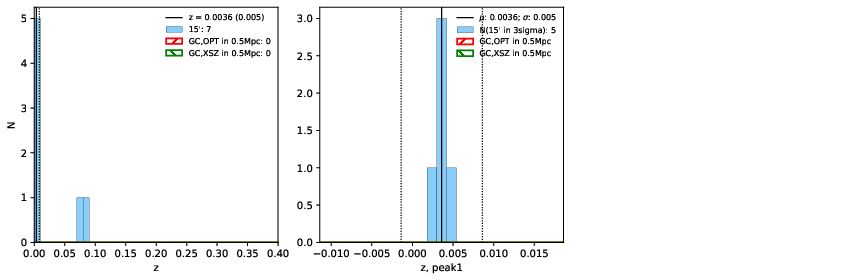 z = 0.0036 (0.005)
15': 7
GC,OPT in 0.5Mpc: 0
GC,XSZ in 0.5Mpc: 0
N
5
4
3
2
1
0
0.00 0.05 0.10 0.15 0.20 0.25 0.30 0.35 0.40
z
μ: 0.0036; σ: 0.005
N(15' in 3sigma): 5
GC,OPT in 0.5Mpc
GC,XSZ in 0.5Mpc
3.0
2.5
2.0
1.5
1.0
0.5
0.0
−0.010 −0.005 0.000 0.005 0.010 0.015
z, peak1